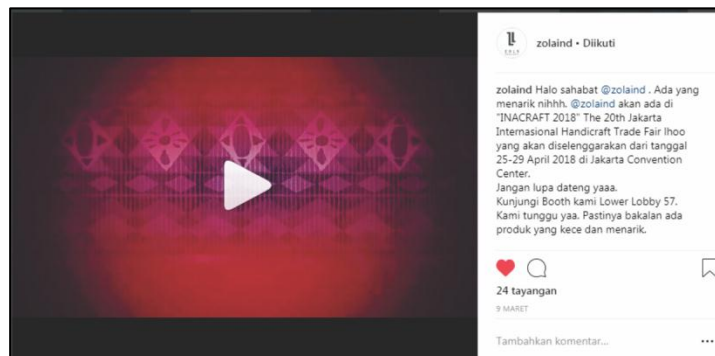 ZOLA
zolaind • Diikuti
zolaind Halo sahabat @zolaind . Ada yang
menarik nihhh. @zolaind akan ada di
"INACRAFT 2018" The 20th Jakarta
Internasional Handicraft Trade Fair lhoo
yang akan diselenggarakan dari tanggal
25-29 April 2018 di Jakarta Convention
Center.
Jangan lupa dateng yaaa.
Kunjungi Booth kami Lower Lobby 57.
Kami tunggu yaa. Pastinya bakalan ada
produk yang kece dan menarik.
24 tayangan
9 MARET
Tambahkan komentar...